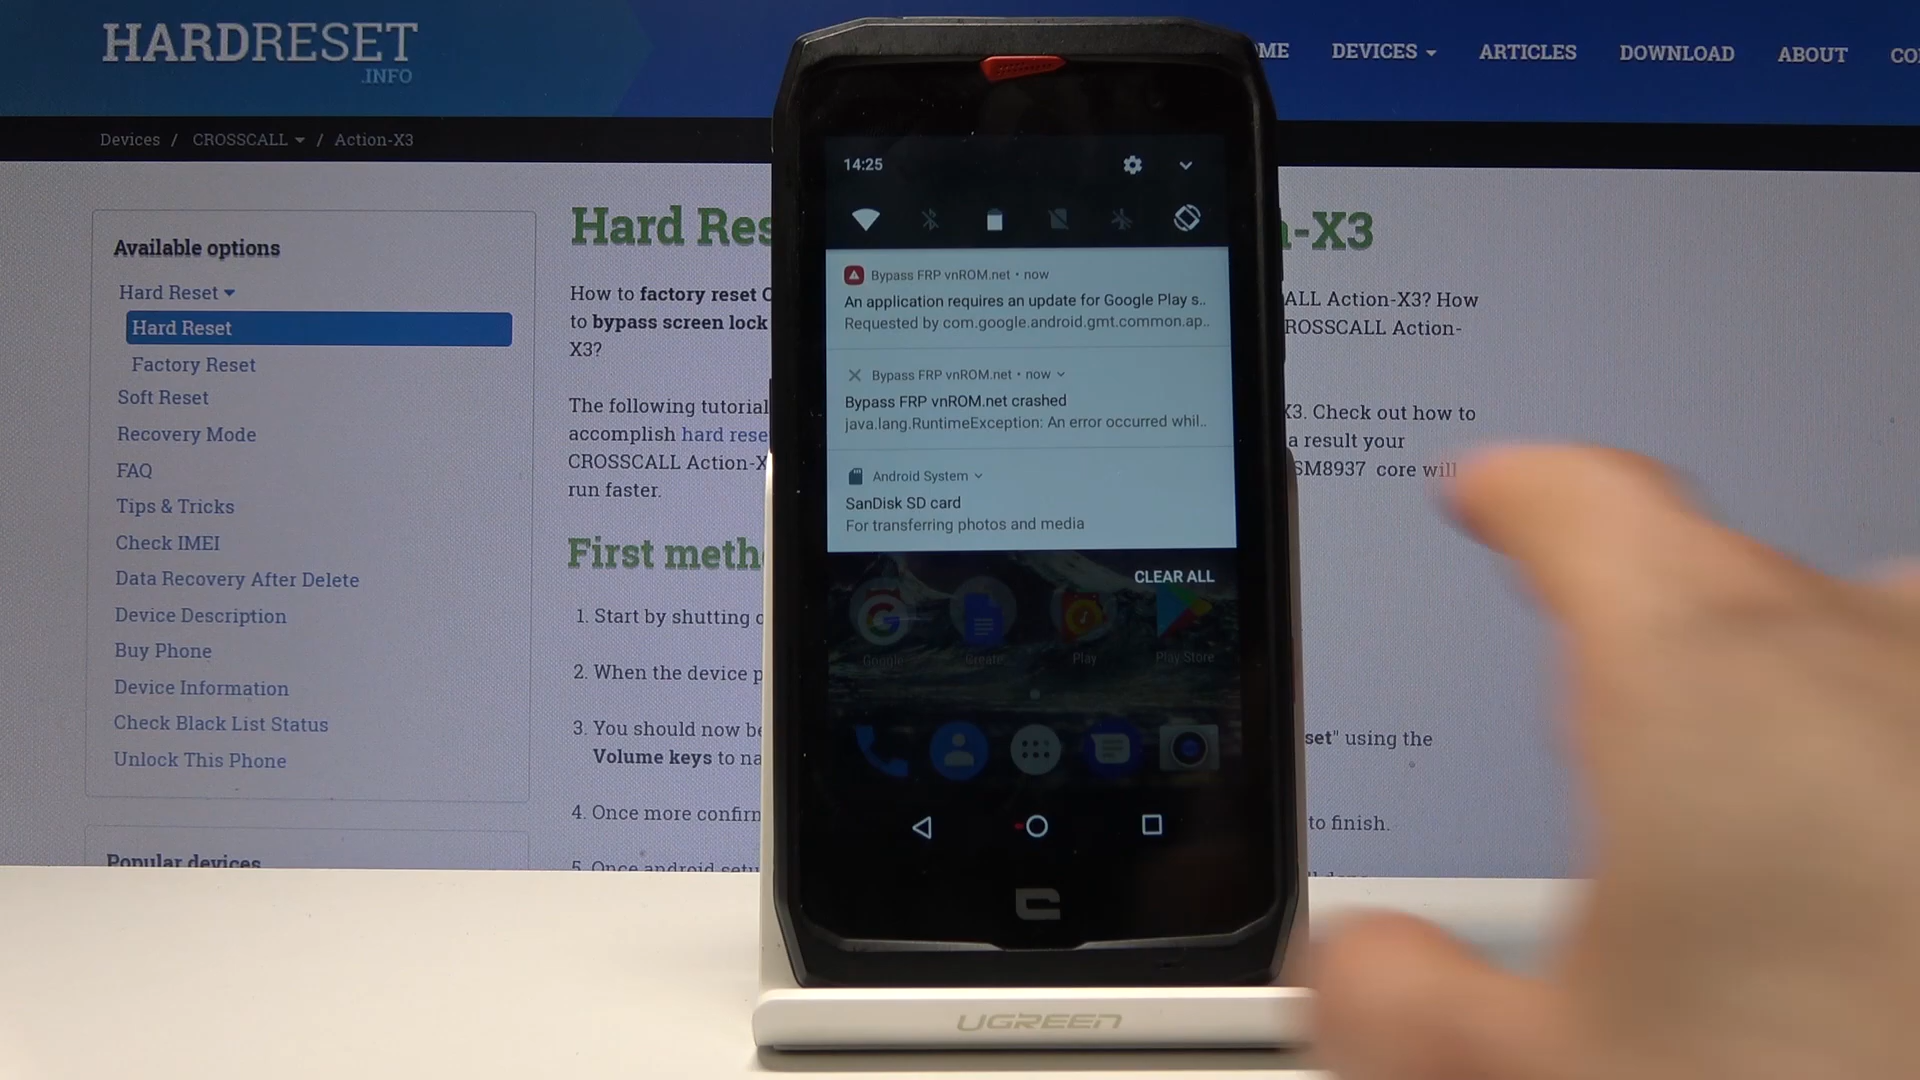 HARDRESET
.INFO
ME DEVICES ARTICLES DOWNLOAD ABOUT CO
Devices / CROSSCALL / Action-X3
Available options
Hard Reset
Hard Reset
Factory Reset
Soft Reset
Recovery Mode
FAQ
Tips & Tricks
Check IMEI
Data Recovery After Delete
Device Description
Buy Phone
Device Information
Check Black List Status
Unlock This Phone
Popular devices
Hard Res
-X3
How to factory reset C
ALL Action-X3? How
to bypass screen lock
ROSSCALL Action-
X3?
The following tutorial
X3. Check out how to
accomplish hard rese
a result your
CROSSCALL Action-X
SM8937 core will
run faster.
First meth
1. Start by shutting
2. When the device p
3. You should now be
set" using the
Volume keys to na
4. Once more confirm
to finish.
5. Once android setu
14:25
Bypass FRP vnROM.net • now
An application requires an update for Google Play s..
Requested by com.google.android.gmt.common.ap..
Bypass FRP vnROM.net • now
Bypass FRP vnROM.net crashed
java.lang.RuntimeException: An error occurred whil..
Android System
SanDisk SD card
For transferring photos and media
CLEAR ALL
Google Create Play Play Store
UGREEN